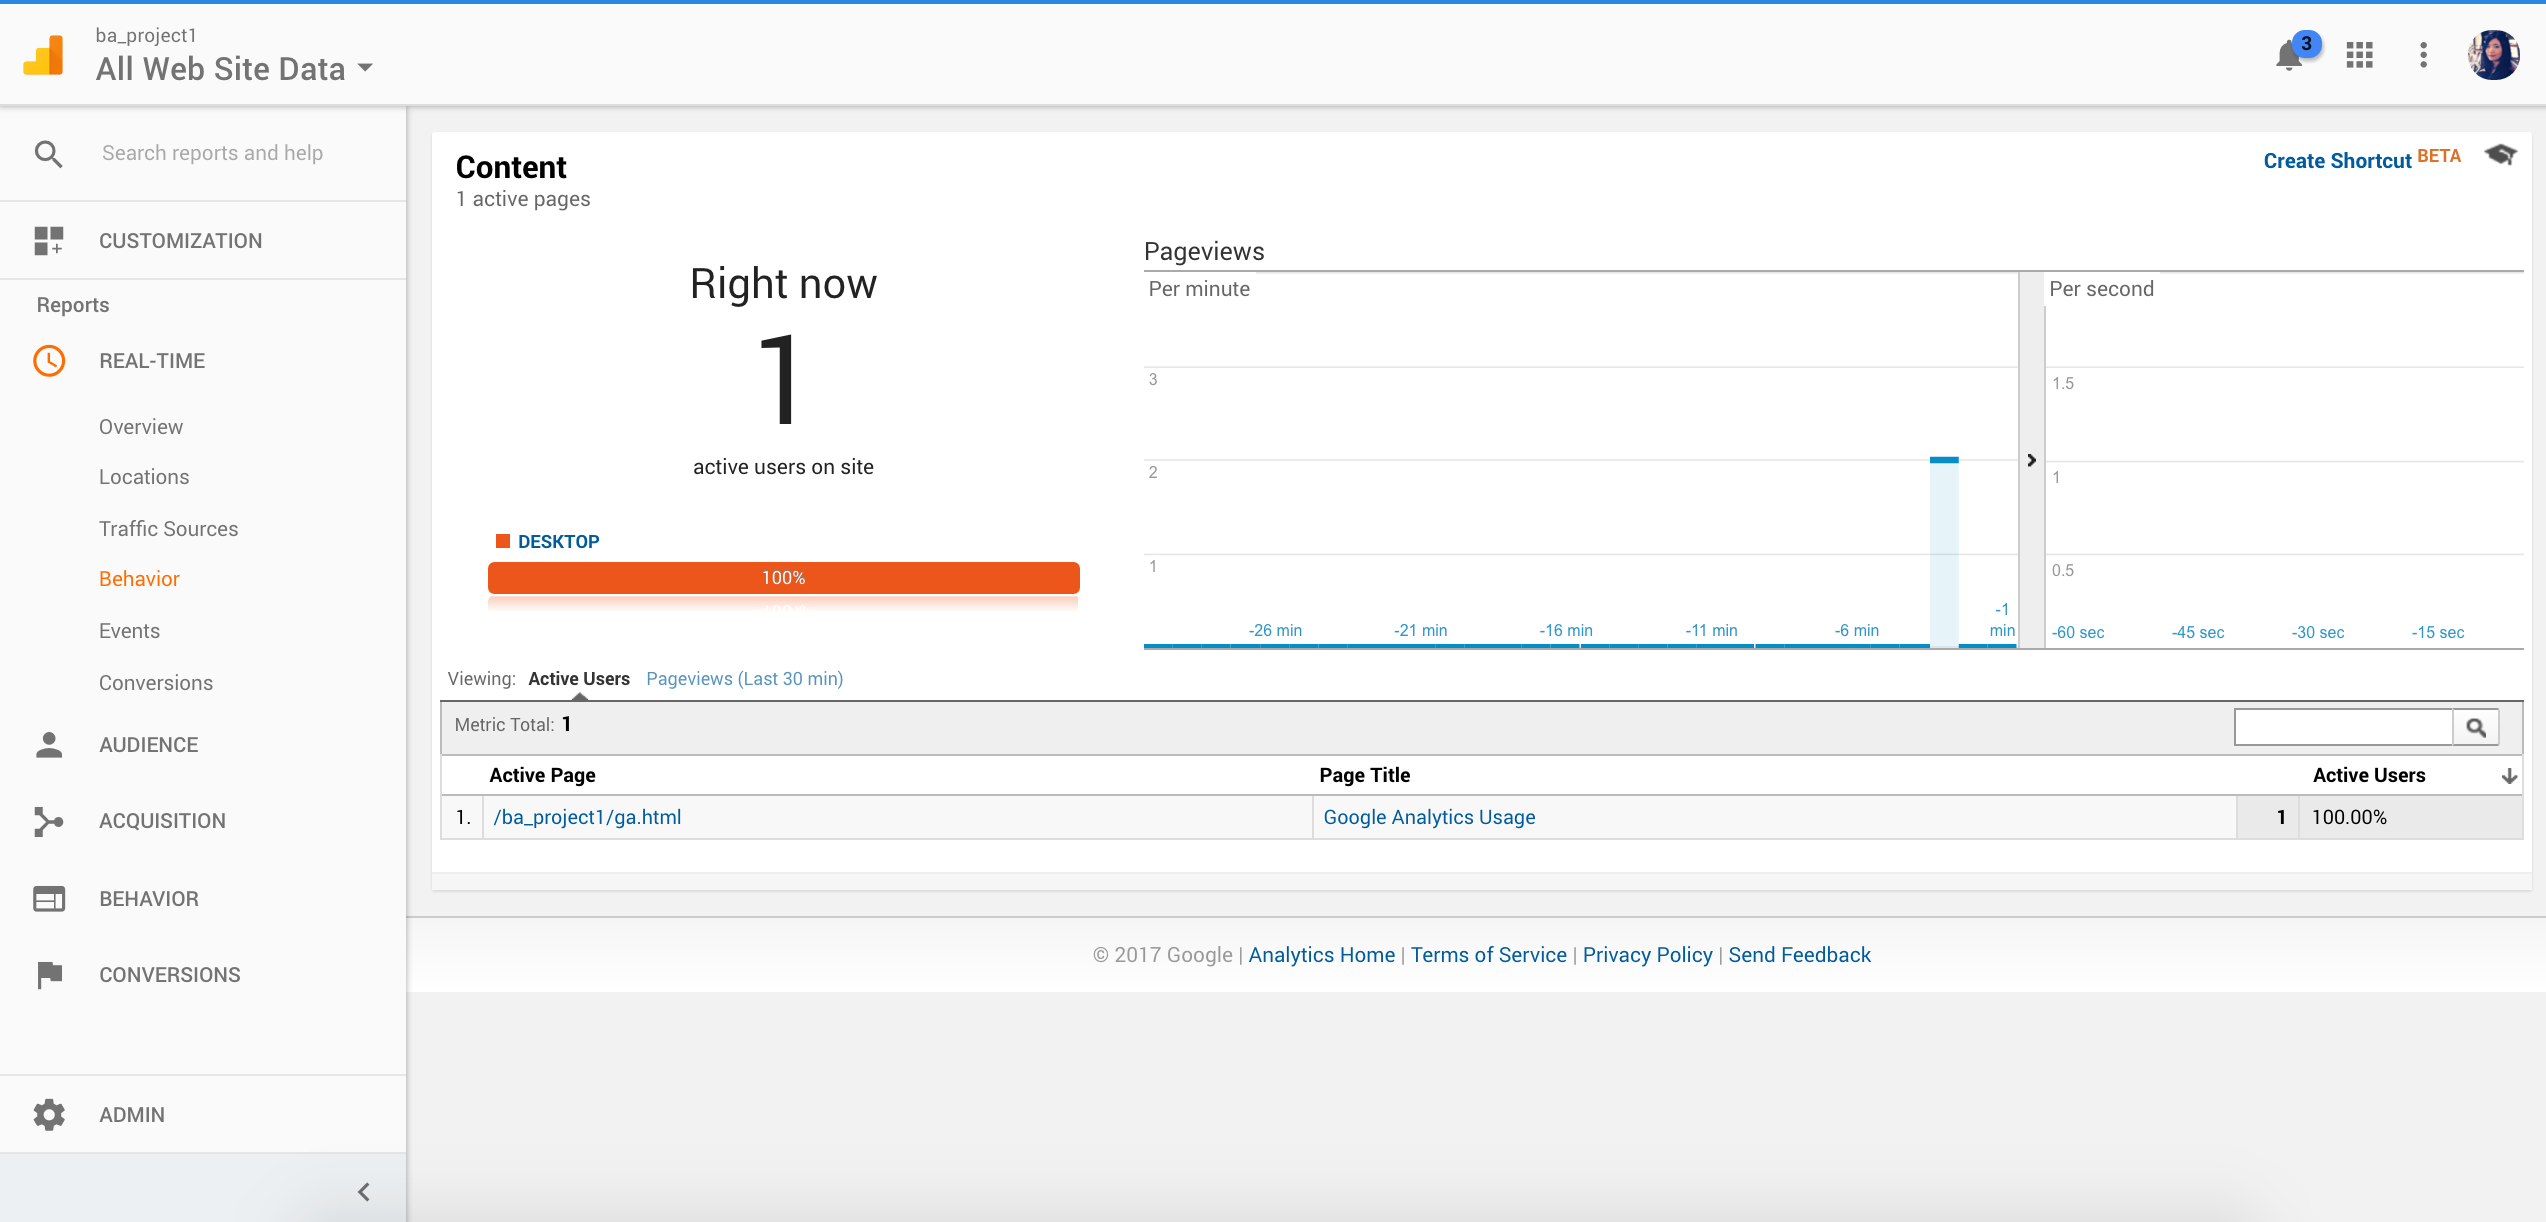 ba_project1
All Web Site Data
3
Search reports and help
CUSTOMIZATION
Reports
REAL-TIME
Overview
Locations
Traffic Sources
Behavior
Events
Conversions
AUDIENCE
ACQUISITION
BEHAVIOR
CONVERSIONS
ADMIN
Content
1 active pages
Create Shortcut BETA
Right now
1
active users on site
DESKTOP
100%
Pageviews
Per minute
3
2
1
-26 min -21 min -16 min -11 min -6 min -1 min
Per second
1.5
1
0.5
-60 sec -45 sec -30 sec -15 sec
Viewing: Active Users Pageviews (Last 30 min)
Metric Total: 1
Active Page Page Title Active Users
1. /ba_project1/ga.html Google Analytics Usage 1 100.00%
© 2017 Google | Analytics Home | Terms of Service | Privacy Policy | Send Feedback